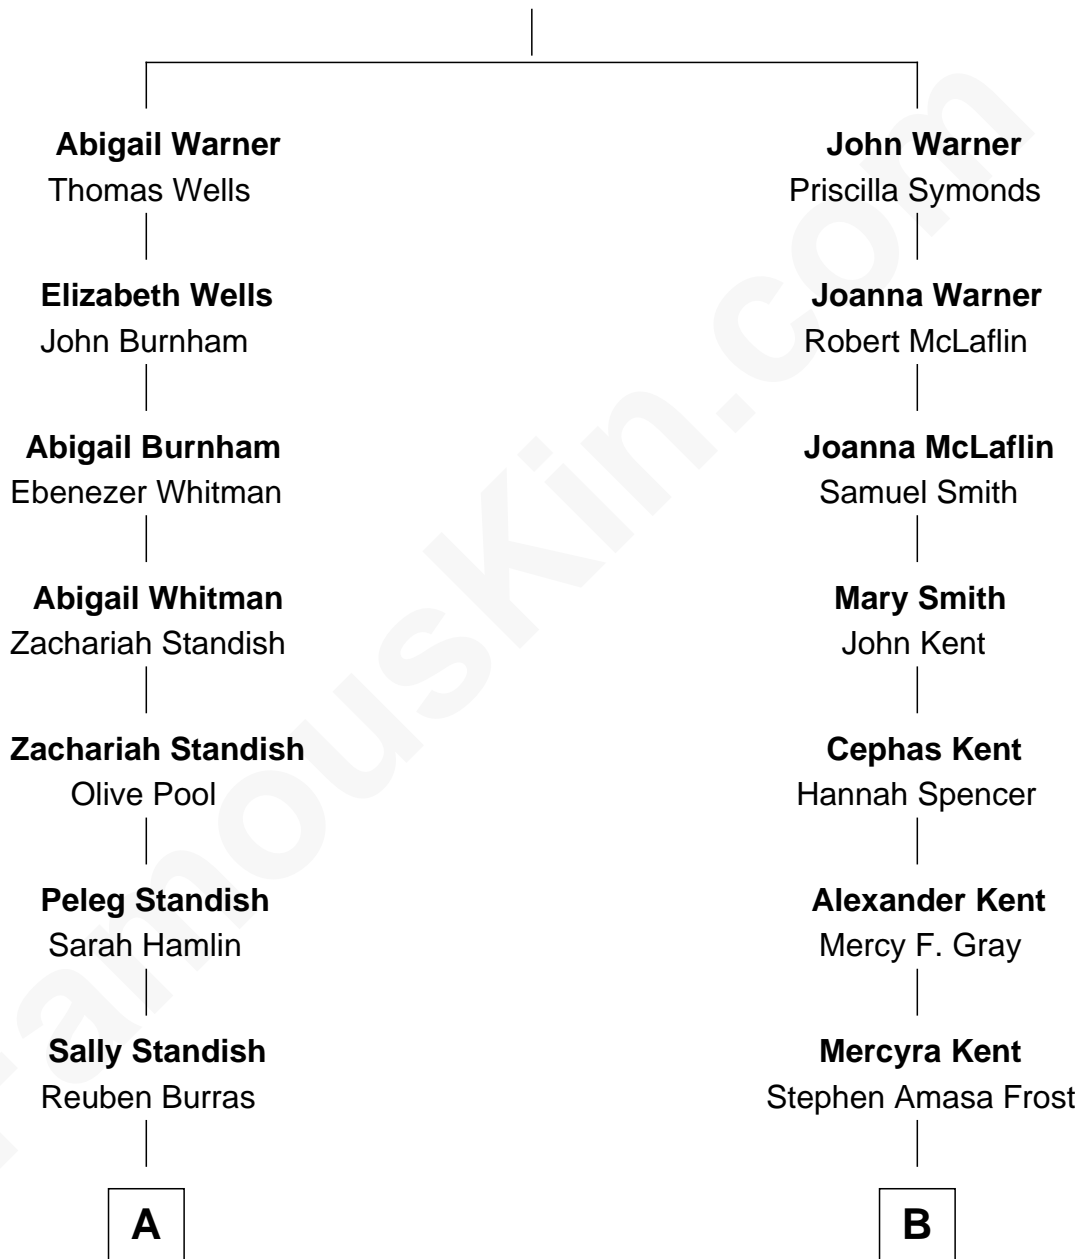 Abigail Warner
Thomas Wells
Elizabeth Wells
John Burnham
Abigail Burnham
Ebenezer Whitman
Abigail Whitman
Zachariah Standish
Zachariah Standish
Olive Pool
Peleg Standish
Sarah Hamlin
Sally Standish
Reuben Burras
A
John Warner
Priscilla Symonds
Joanna Warner
Robert McLaflin
Joanna McLaflin
Samuel Smith
Mary Smith
John Kent
Cephas Kent
Hannah Spencer
Alexander Kent
Mercy F. Gray
Mercyra Kent
Stephen Amasa Frost
B
FamousKin.com